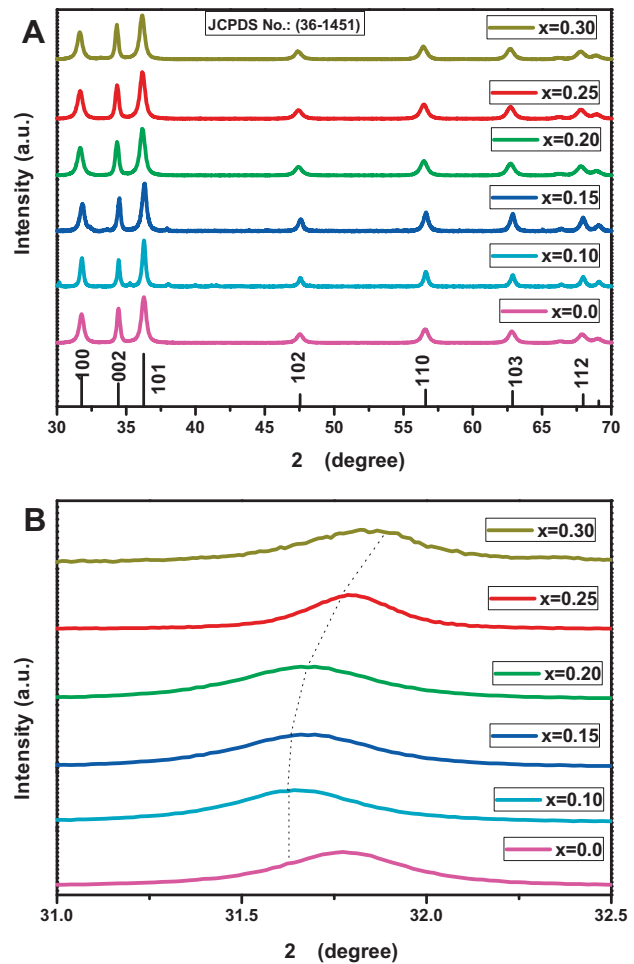 A
JCPDS No.: (36-1451)
x=0.30
x=0.25
x=0.20
x=0.15
x=0.10
x=0.0
Intensity (a.u.)
100
002
101
102
110
103
112
30 35 40 45 50 55 60 65 70
2 (degree)
B
x=0.30
x=0.25
x=0.20
x=0.15
x=0.10
x=0.0
Intensity (a.u.)
31.0 31.5 32.0 32.5
2 (degree)